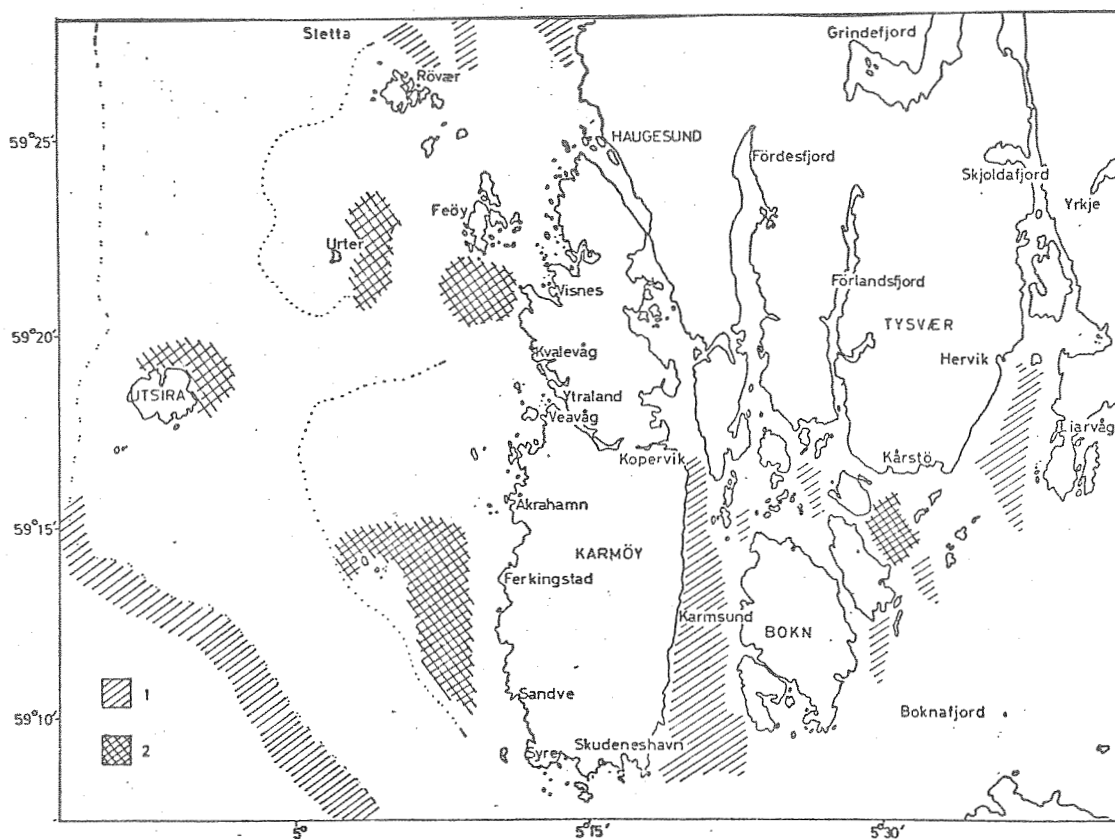 Sletta
Grindefjord
Rövær
59°25'
HAUGESUND
Fördesfjord
Skjoldafjord
Yrkje
Feöy
Urter
Visnes
Förlandsfjord
TYSVÆR
59°20'
Kvalevåg
Hervik
UTSIRA
Ytraland
Veavåg
Liarvåg
Kopervik
Kårstö
Åkrahamn
59°15'
KARMÖY
Ferkingstad
Karmsund
BOKN
1
Sandve
59°10'
Boknafjord
2
Syre
Skudeneshavn
5°
5°15'
5°30'